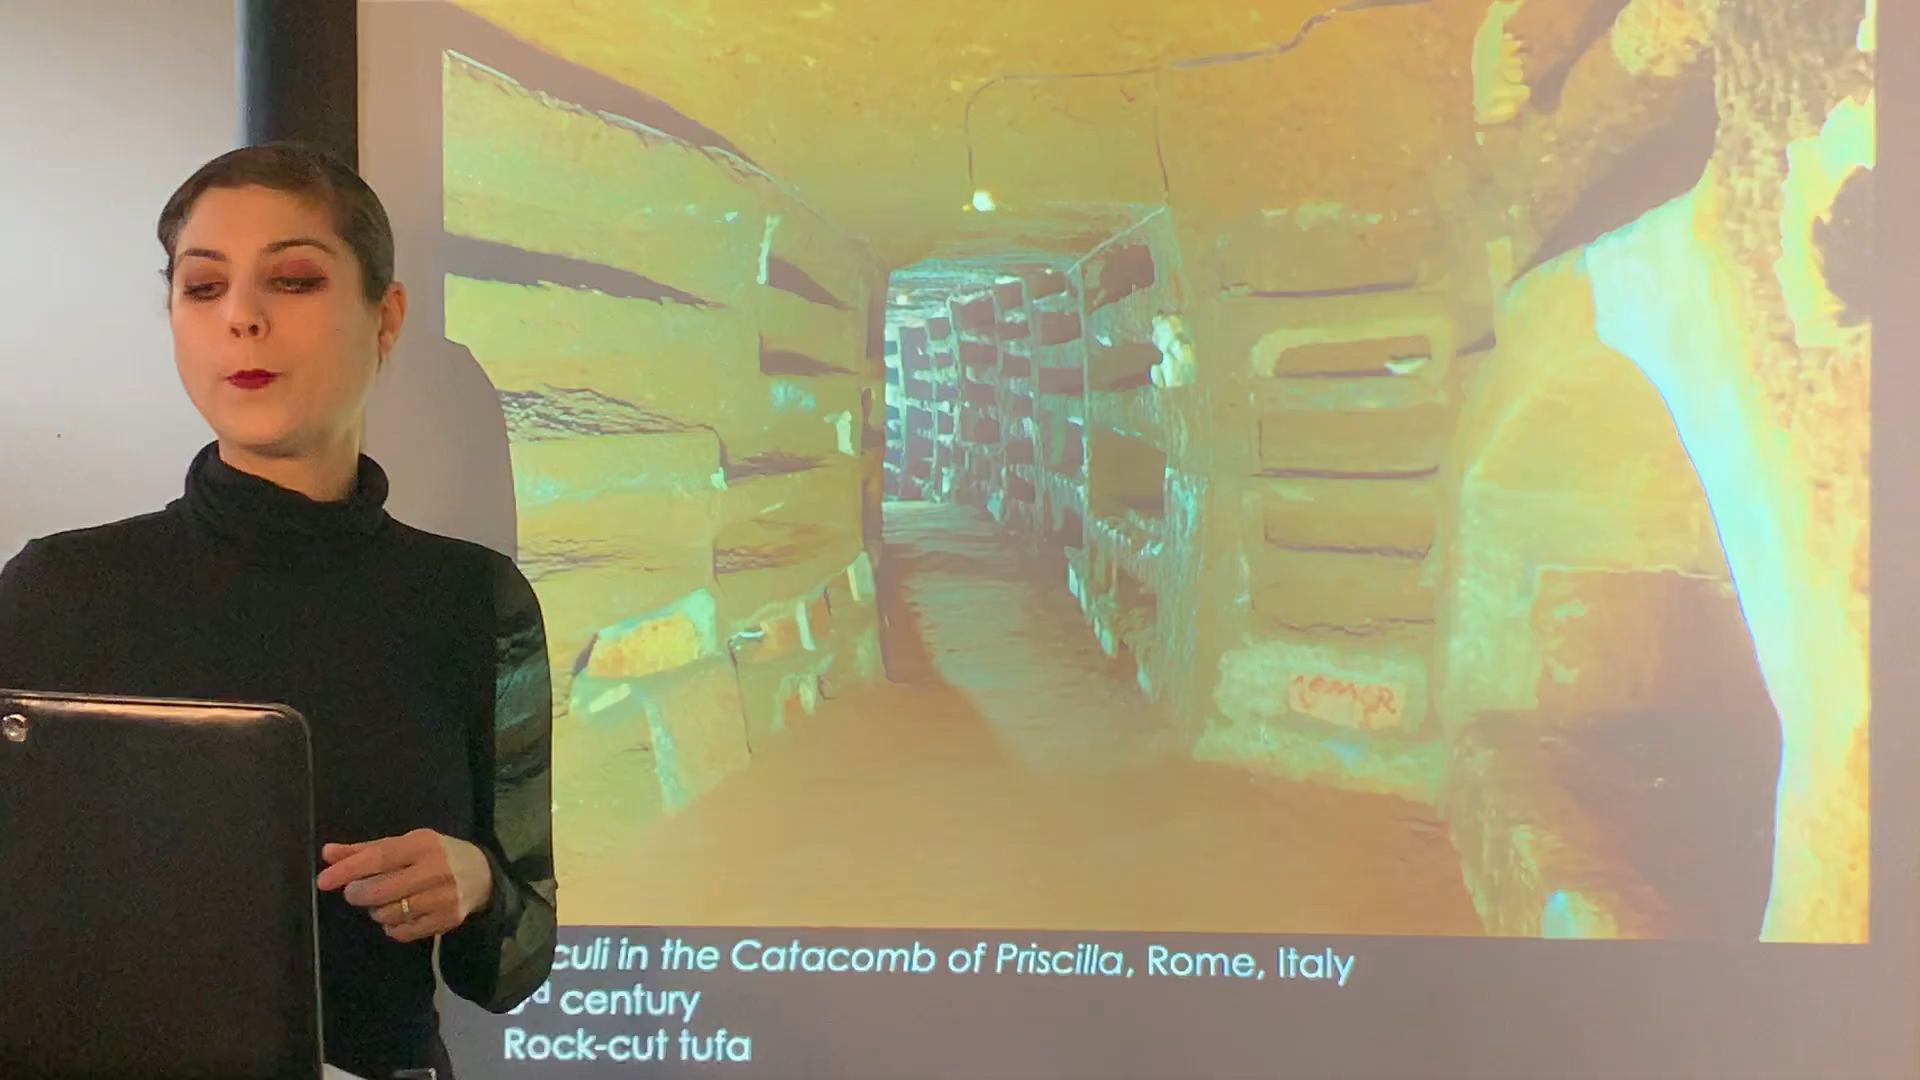 culi in the Catacomb of Priscilla, Rome, Italy
century
Rock-cut tufa